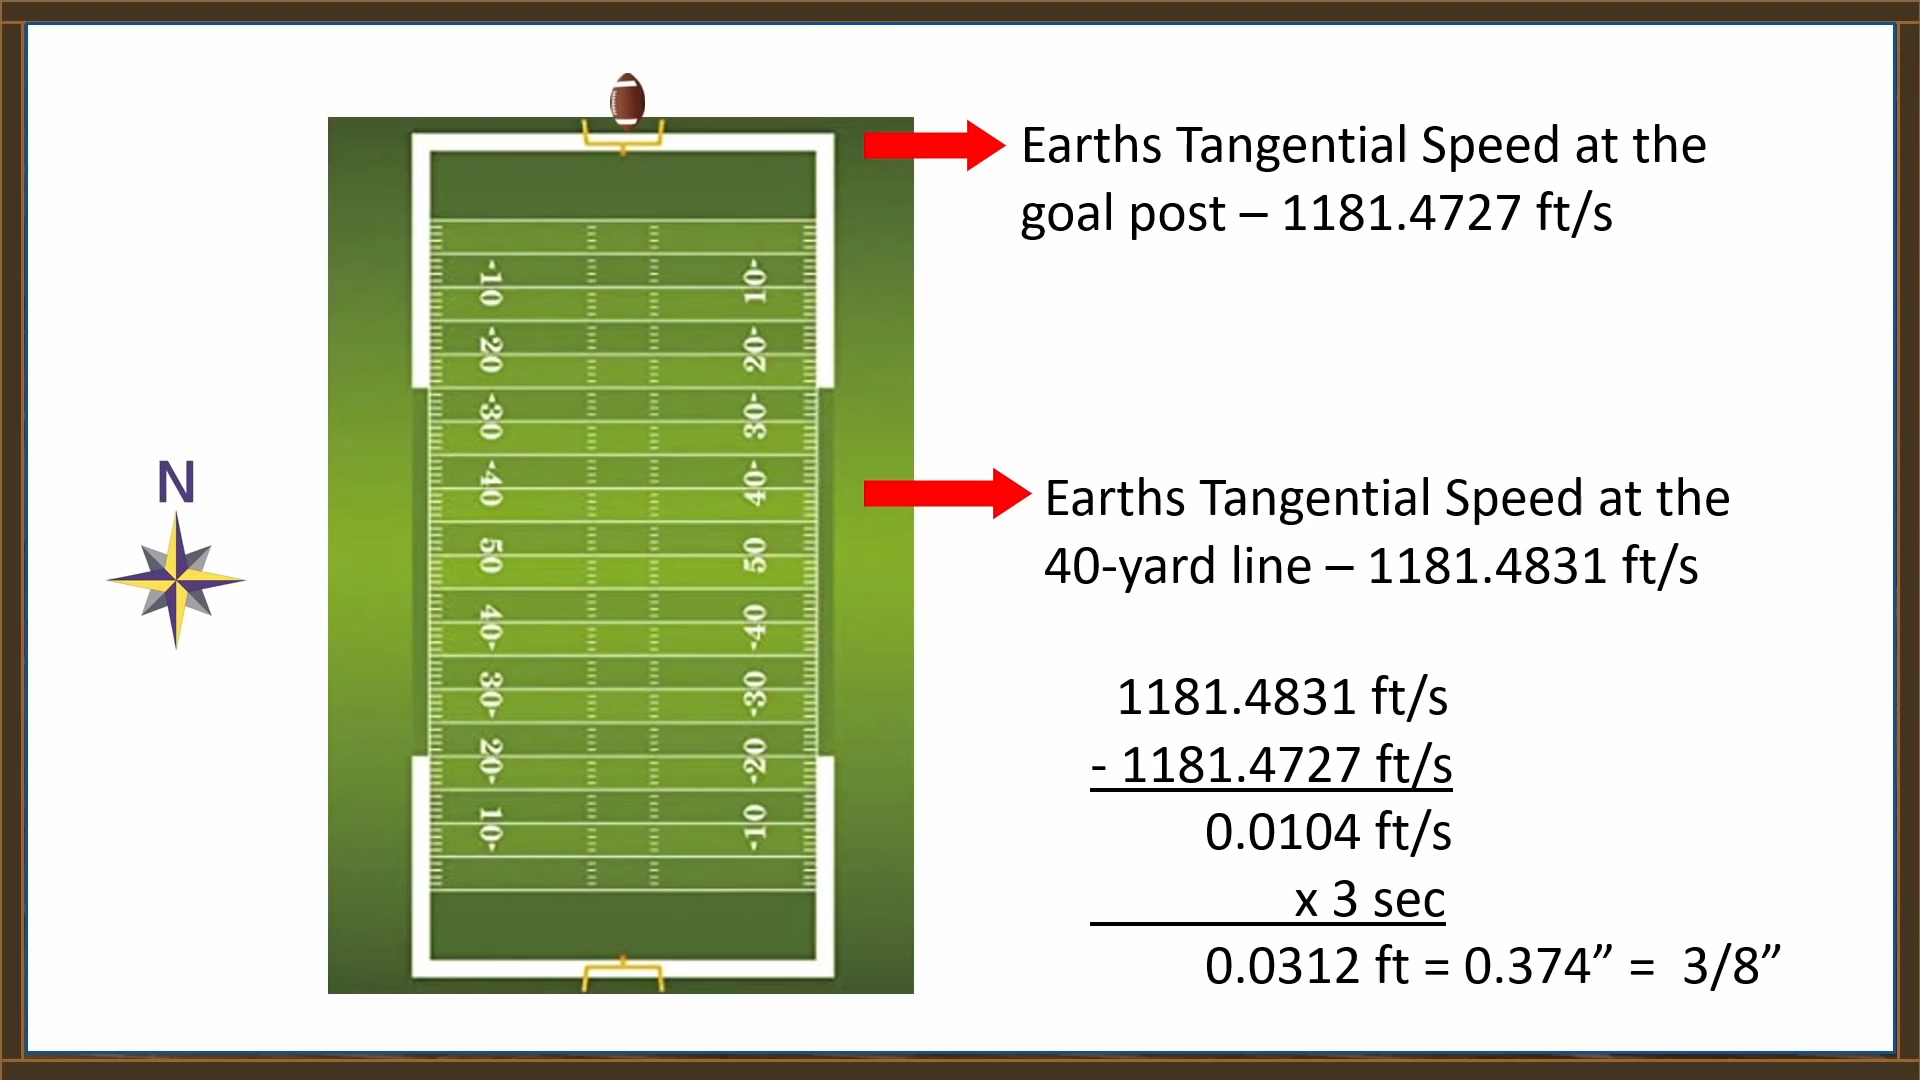 Earths Tangential Speed at the
goal post – 1181.4727 ft/s
10 10
20 20
30 30
40 40
N
Earths Tangential Speed at the
40-yard line – 1181.4831 ft/s
50 50
40 40
30 30
20 20
10 10
1181.4831 ft/s
- 1181.4727 ft/s
0.0104 ft/s
x 3 sec
0.0312 ft = 0.374” = 3/8”